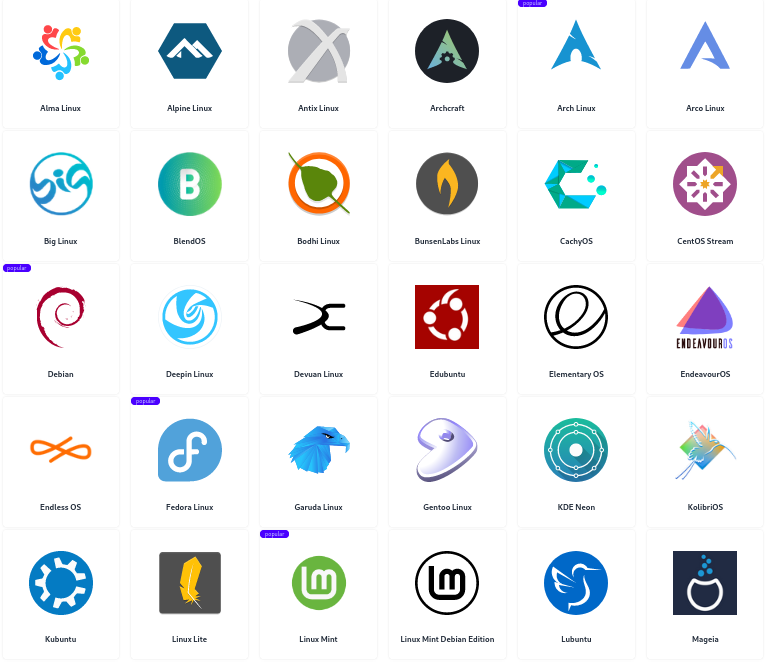 popular
Alma Linux
Alpine Linux
Antix Linux
Archcraft
Arch Linux
Arco Linux
Big
B
Big Linux
BlendOS
Bodhi Linux
BunsenLabs Linux
CachyOS
CentOS Stream
popular
ENDEAVOUROS
Debian
Deepin Linux
Devuan Linux
Edubuntu
Elementary OS
EndeavourOS
popular
Endless OS
Fedora Linux
Garuda Linux
Gentoo Linux
KDE Neon
KolibriOS
popular
lm
lm
Kubuntu
Linux Lite
Linux Mint
Linux Mint Debian Edition
Lubuntu
Mageia